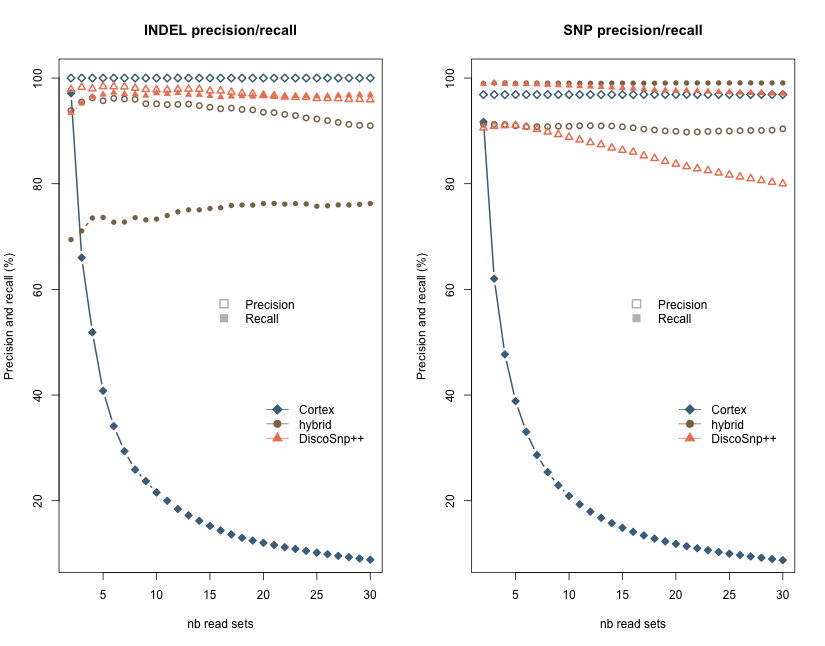 INDEL precision/recall
Precision and recall (%)
100
80
60
40
20
5
10
15
20
25
30
nb read sets
Precision
Recall
Cortex
hybrid
DiscoSnp++
SNP precision/recall
Precision and recall (%)
100
80
60
40
20
5
10
15
20
25
30
nb read sets
Precision
Recall
Cortex
hybrid
DiscoSnp++